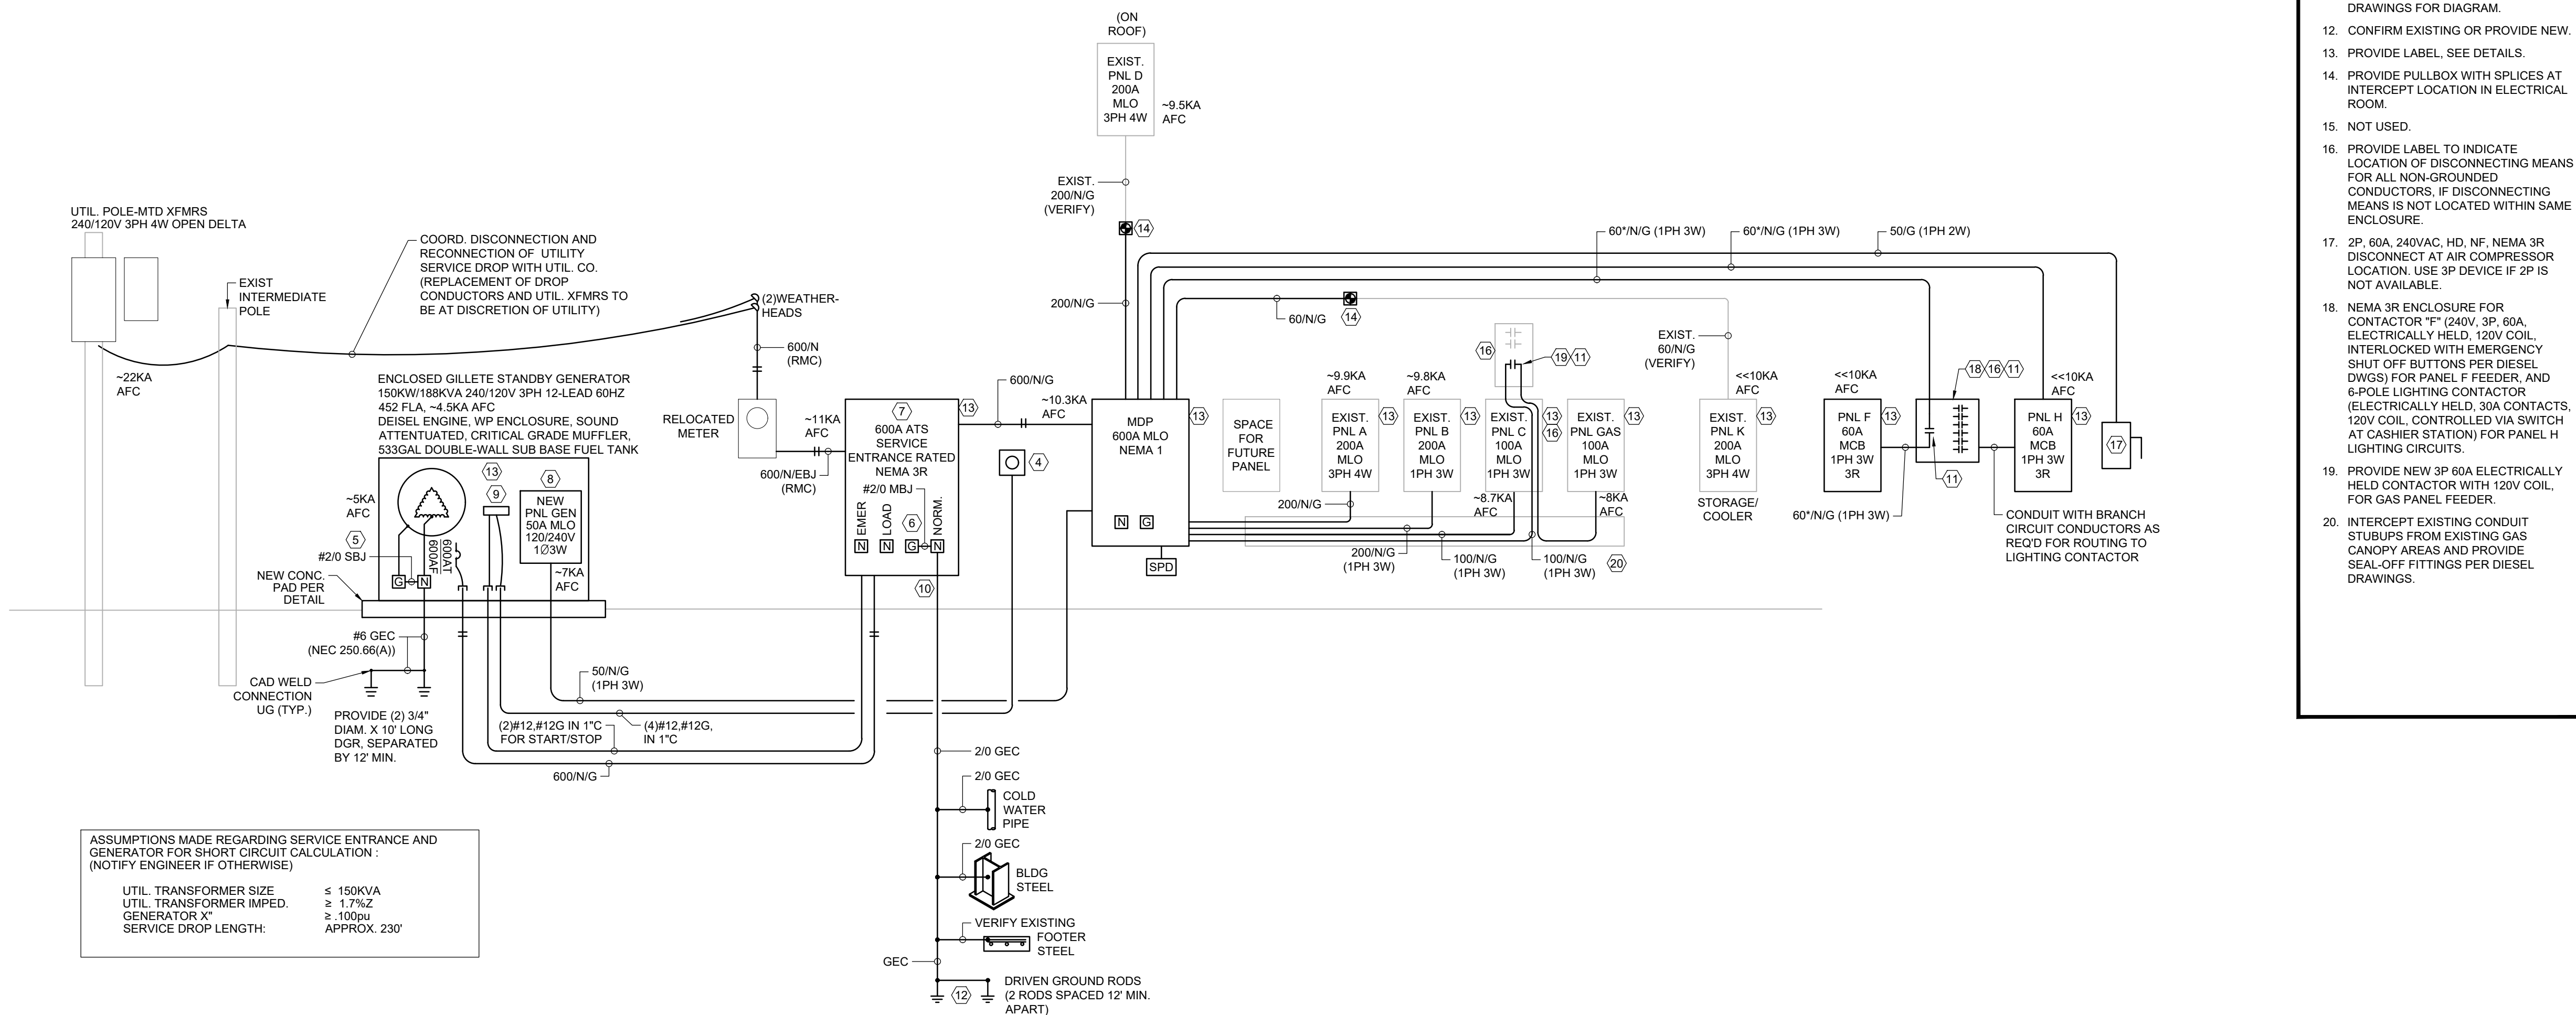 (ON
ROOF)
EXIST.
PNL D
200A
MLO
3PH 4W
~9.5KA
AFC
EXIST.
200/N/G
(VERIFY)
14
200/N/G
UTIL. POLE-MTD XFMRS
240/120V 3PH 4W OPEN DELTA
EXIST
INTERMEDIATE
POLE
COORD. DISCONNECTION AND
RECONNECTION OF UTILITY
SERVICE DROP WITH UTIL. CO.
(REPLACEMENT OF DROP
CONDUCTORS AND UTIL. XFMRS TO
BE AT DISCRETION OF UTILITY)
~22KA
AFC
(2)WEATHER-
HEADS
600/N
(RMC)
RELOCATED
METER
~11KA
AFC
600/N/EBJ
(RMC)
ENCLOSED GILLETE STANDBY GENERATOR
150KW/188KVA 240/120V 3PH 12-LEAD 60HZ
452 FLA, ~4.5KA AFC
DEISEL ENGINE, WP ENCLOSURE, SOUND
ATTENTUATED, CRITICAL GRADE MUFFLER,
533GAL DOUBLE-WALL SUB BASE FUEL TANK
~5KA
AFC
5
#2/0 SBJ
G
N
600AT
600AF
13
9
8
NEW
PNL GEN
50A MLO
120/240V
1Ø3W
~7KA
AFC
NEW CONC.
PAD PER
DETAIL
#6 GEC
(NEC 250.66(A))
CAD WELD
CONNECTION
UG (TYP.)
PROVIDE (2) 3/4"
DIAM. X 10' LONG
DGR, SEPARATED
BY 12' MIN.
50/N/G
(1PH 3W)
(2)#12,#12G IN 1"C
FOR START/STOP
(4)#12,#12G,
IN 1"C
600/N/G
7
600A ATS
SERVICE
ENTRANCE RATED
NEMA 3R
13
#2/0 MBJ
6
EMER
LOAD
NORM.
N
N
G
N
10
600/N/G
~10.3KA
AFC
4
MDP
600A MLO
NEMA 1
13
N
G
SPD
2/0 GEC
2/0 GEC
COLD
WATER
PIPE
2/0 GEC
BLDG
STEEL
VERIFY EXISTING
FOOTER
STEEL
GEC
12
DRIVEN GROUND RODS
(2 RODS SPACED 12' MIN.
APART)
60/N/G
14
60*/N/G (1PH 3W)
60*/N/G (1PH 3W)
50/G (1PH 2W)
SPACE
FOR
FUTURE
PANEL
~9.9KA
AFC
EXIST.
PNL A
200A
MLO
3PH 4W
13
200/N/G
~9.8KA
AFC
EXIST.
PNL B
200A
MLO
1PH 3W
13
200/N/G
(1PH 3W)
16
19
11
EXIST.
PNL C
100A
MLO
1PH 3W
13
16
~8.7KA
AFC
100/N/G
(1PH 3W)
EXIST.
PNL GAS
100A
MLO
1PH 3W
13
~8KA
AFC
100/N/G
(1PH 3W)
20
EXIST.
60/N/G
(VERIFY)
<<10KA
AFC
EXIST.
PNL K
200A
MLO
3PH 4W
13
STORAGE/
COOLER
<<10KA
AFC
PNL F
60A
MCB
1PH 3W
3R
13
60*/N/G (1PH 3W)
18
16
11
11
<<10KA
AFC
PNL H
60A
MCB
1PH 3W
3R
13
CONDUIT WITH BRANCH
CIRCUIT CONDUCTORS AS
REQ'D FOR ROUTING TO
LIGHTING CONTACTOR
17
ASSUMPTIONS MADE REGARDING SERVICE ENTRANCE AND
GENERATOR FOR SHORT CIRCUIT CALCULATION :
(NOTIFY ENGINEER IF OTHERWISE)
UTIL. TRANSFORMER SIZE ≤ 150KVA
UTIL. TRANSFORMER IMPED. ≥ 1.7%Z
GENERATOR X" ≥ .100pu
SERVICE DROP LENGTH: APPROX. 230'
DRAWINGS FOR DIAGRAM.
12. CONFIRM EXISTING OR PROVIDE NEW.
13. PROVIDE LABEL, SEE DETAILS.
14. PROVIDE PULLBOX WITH SPLICES AT
INTERCEPT LOCATION IN ELECTRICAL
ROOM.
15. NOT USED.
16. PROVIDE LABEL TO INDICATE
LOCATION OF DISCONNECTING MEANS
FOR ALL NON-GROUNDED
CONDUCTORS, IF DISCONNECTING
MEANS IS NOT LOCATED WITHIN SAME
ENCLOSURE.
17. 2P, 60A, 240VAC, HD, NF, NEMA 3R
DISCONNECT AT AIR COMPRESSOR
LOCATION. USE 3P DEVICE IF 2P IS
NOT AVAILABLE.
18. NEMA 3R ENCLOSURE FOR
CONTACTOR "F" (240V, 3P, 60A,
ELECTRICALLY HELD, 120V COIL,
INTERLOCKED WITH EMERGENCY
SHUT OFF BUTTONS PER DIESEL
DWGS) FOR PANEL F FEEDER, AND
6-POLE LIGHTING CONTACTOR
(ELECTRICALLY HELD, 30A CONTACTS,
120V COIL, CONTROLLED VIA SWITCH
AT CASHIER STATION) FOR PANEL H
LIGHTING CIRCUITS.
19. PROVIDE NEW 3P 60A ELECTRICALLY
HELD CONTACTOR WITH 120V COIL,
FOR GAS PANEL FEEDER.
20. INTERCEPT EXISTING CONDUIT
STUBUPS FROM EXISTING GAS
CANOPY AREAS AND PROVIDE
SEAL-OFF FITTINGS PER DIESEL
DRAWINGS.